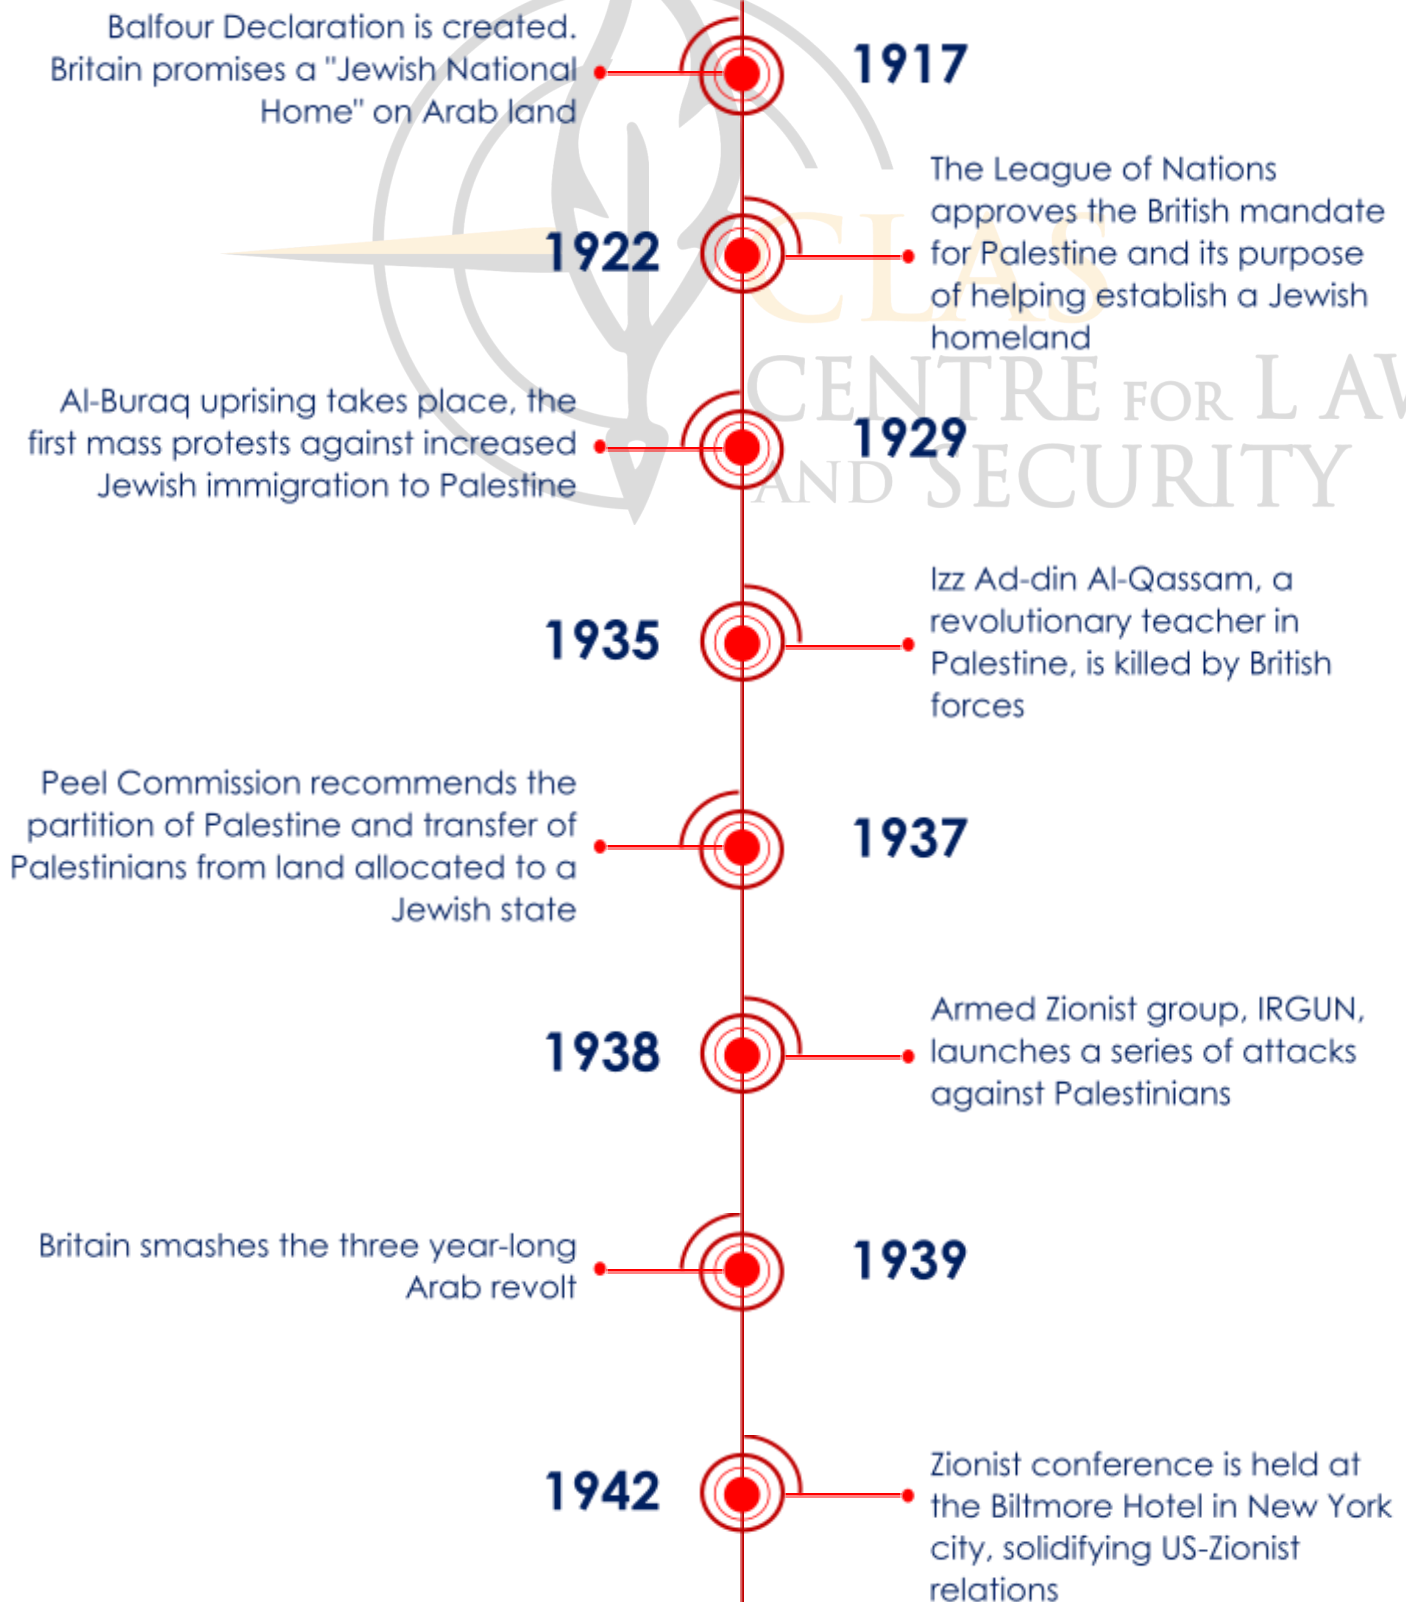 Balfour Declaration is created.
Britain promises a "Jewish National
Home" on Arab land
1917
1922
The League of Nations
approves the British mandate
for Palestine and its purpose
of helping establish a Jewish
homeland
CLAS
CENTRE FOR LAW
AND SECURITY
Al-Buraq uprising takes place, the
first mass protests against increased
Jewish immigration to Palestine
1929
1935
Izz Ad-din Al-Qassam, a
revolutionary teacher in
Palestine, is killed by British
forces
Peel Commission recommends the
partition of Palestine and transfer of
Palestinians from land allocated to a
Jewish state
1937
1938
Armed Zionist group, IRGUN,
launches a series of attacks
against Palestinians
Britain smashes the three year-long
Arab revolt
1939
1942
Zionist conference is held at
the Biltmore Hotel in New York
city, solidifying US-Zionist
relations